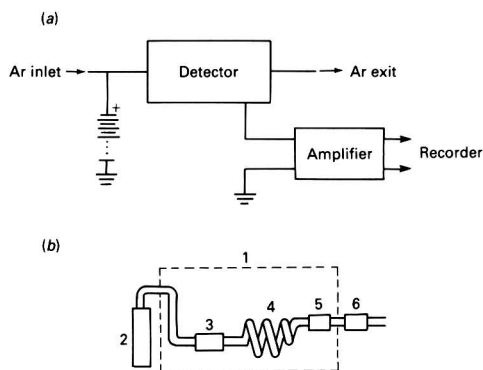 (a)
Ar inlet
Detector
Ar exit
+
Amplifier
Recorder
(b)
1
2
3
4
5
6